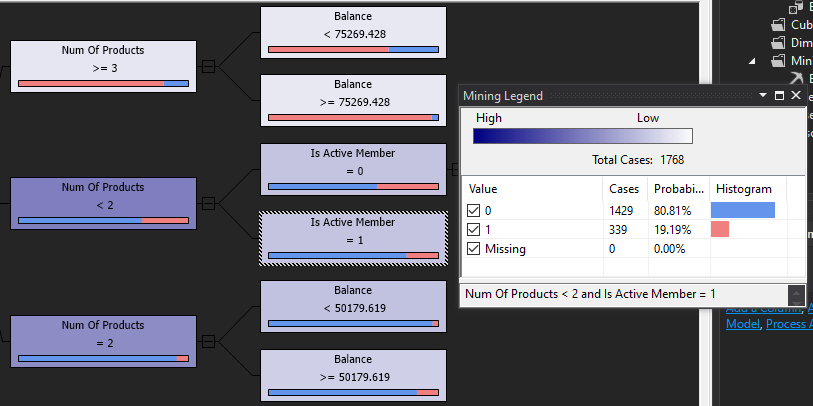 Num Of Products
>= 3
Num Of Products
< 2
Num Of Products
= 2
Balance
< 75269.428
Balance
>= 75269.428
Is Active Member
= 0
Is Active Member
= 1
Balance
< 50179.619
Balance
>= 50179.619
Mining Legend
High Low
Total Cases: 1768
Value Cases Probabi... Histogram
0 1429 80.81%
1 339 19.19%
Missing 0 0.00%
Num Of Products < 2 and Is Active Member = 1
Cub
Dim
Min
Add a Column, A
Model, Process A